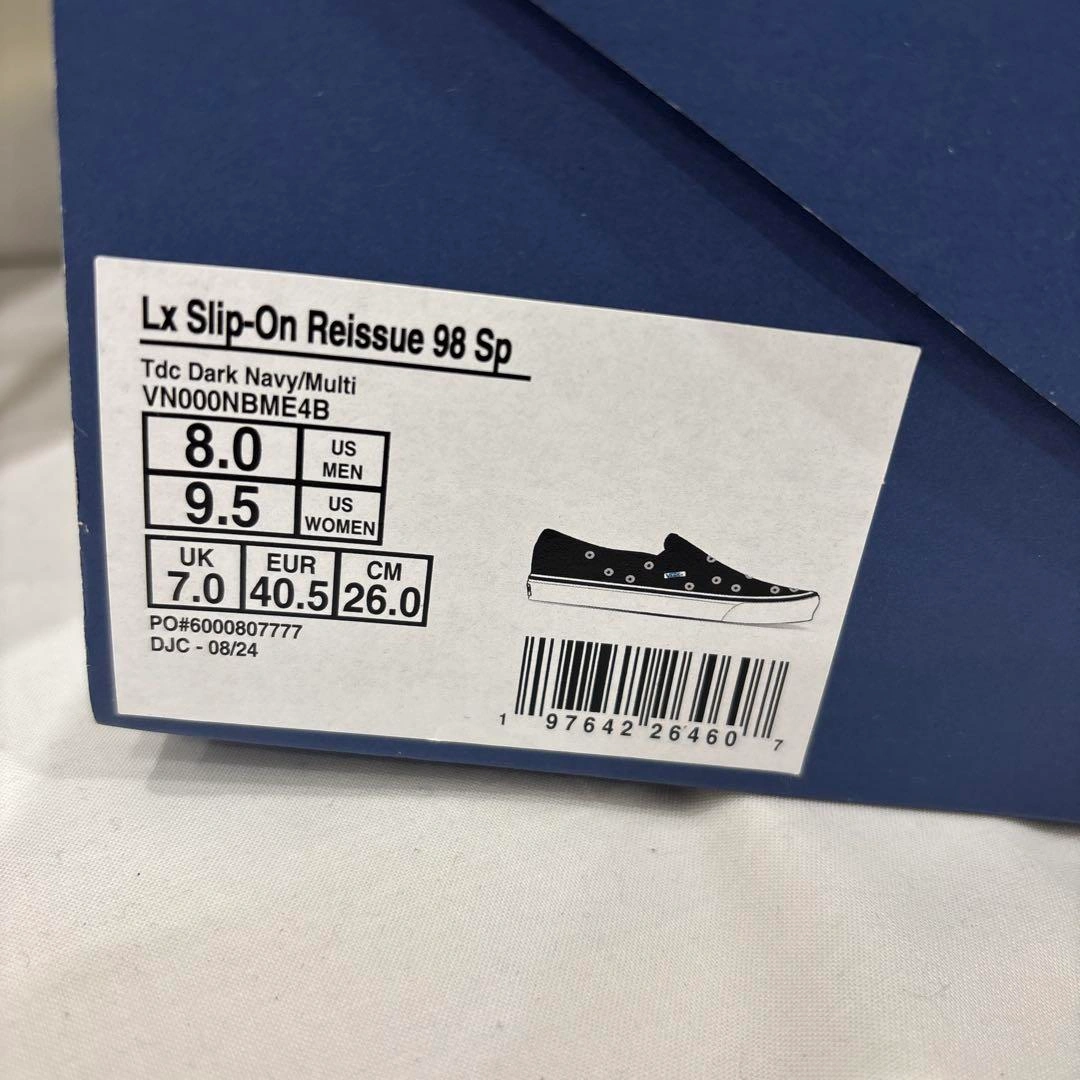 Lx Slip-On Reissue 98 Sp
Tdc Dark Navy/Multi
VN000NBME4B
8.0 US MEN
9.5 US WOMEN
UK EUR CM
7.0 40.5 26.0
PO#6000807777
DJC - 08/24
1 97642 26460 7